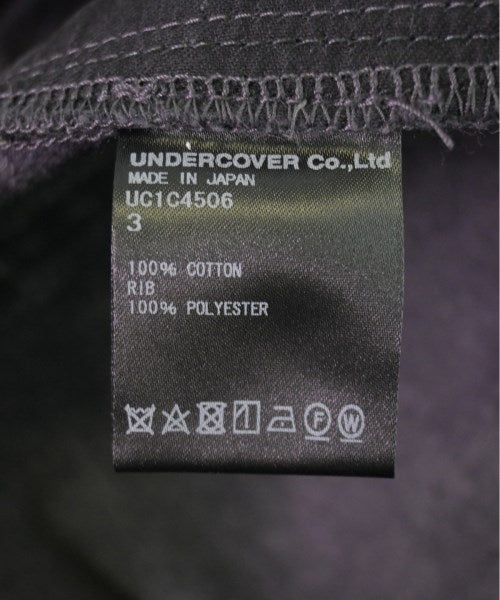 UNDERCOVER Co.,Ltd
MADE IN JAPAN
UC1C4506
3
100% COTTON
RIB
100% POLYESTER
F W